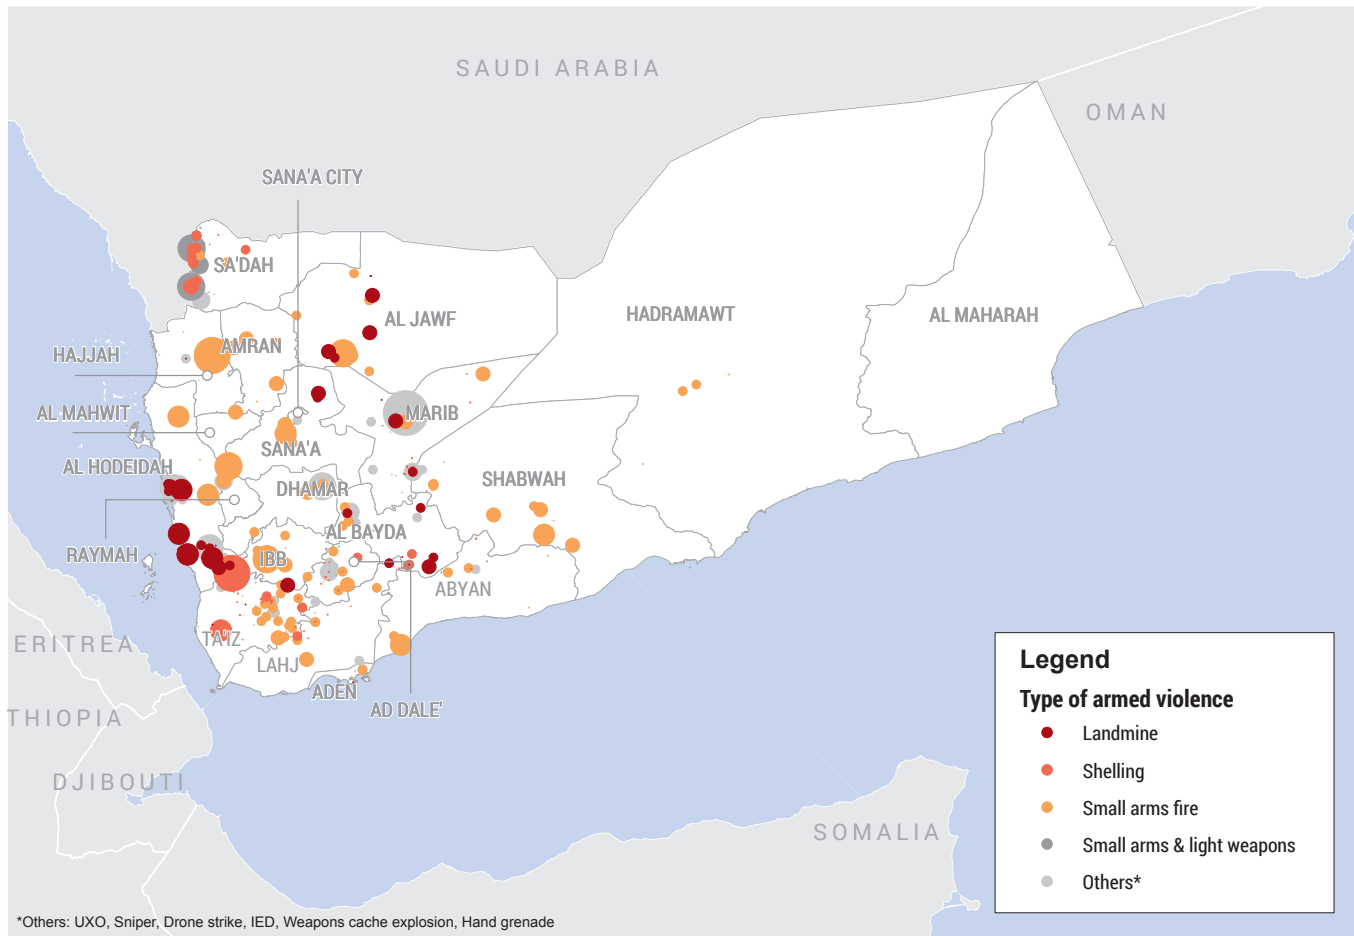 SAUDI ARABIA
OMAN
SANA'A CITY
SA'DAH
AL JAWF
HADRAMAWT
AL MAHARAH
AMRAN
HAJJAH
MARIB
AL MAHWIT
SANA'A
AL HODEIDAH
DHAMAR
SHABWAH
AL BAYDA
RAYMAH
IBB
ABYAN
TA'IZ
LAHJ
ADEN
AD DALE'
ERITREA
THIOPIA
DJIBOUTI
SOMALIA
Legend
Type of armed violence
Landmine
Shelling
Small arms fire
Small arms & light weapons
Others*
*Others: UXO, Sniper, Drone strike, IED, Weapons cache explosion, Hand grenade